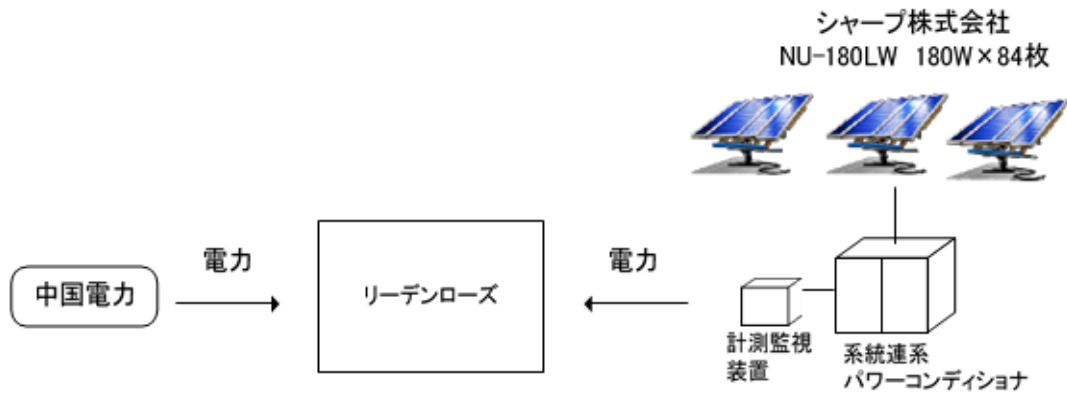 シャープ株式会社
NU-180LW 180W×84枚
電力
電力
中国電力
リーデンローズ
計測監視
装置
系統連系
パワーコンディショナ